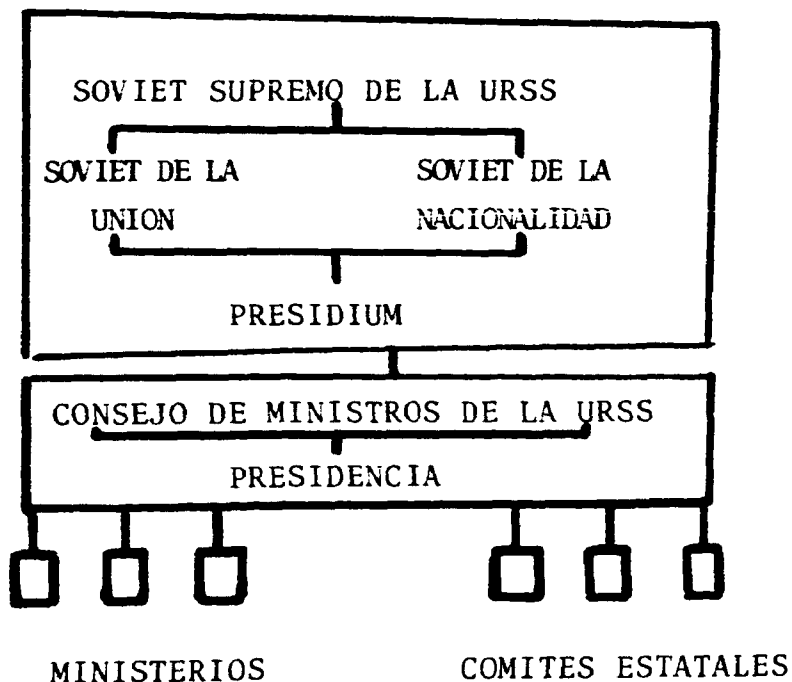 SOVIET SUPREMO DE LA URSS
SOVIET DE LA UNION
SOVIET DE LA NACIONALIDAD
PRESIDIUM
CONSEJO DE MINISTROS DE LA URSS
PRESIDENCIA
MINISTERIOS
COMITES ESTATALES